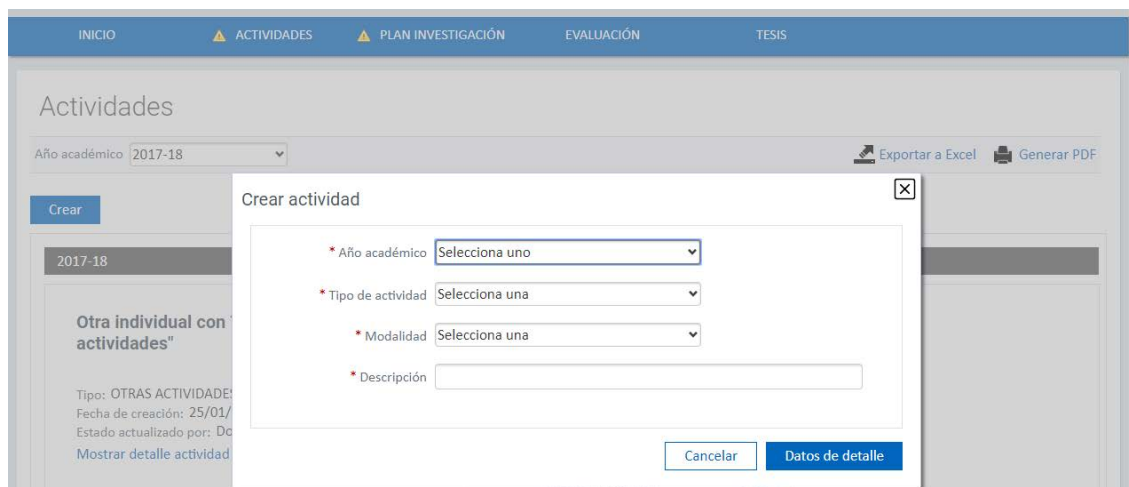 INICIO ACTIVIDADES PLAN INVESTIGACIÓN EVALUACIÓN TESIS
Actividades
Año académico 2017-18 Exportar a Excel Generar PDF
Crear
Crear actividad
* Año académico Selecciona uno
* Tipo de actividad Selecciona una
* Modalidad Selecciona una
* Descripción
Cancelar Datos de detalle
2017-18
Otra individual con
actividades"
Tipo: OTRAS ACTIVIDADES
Fecha de creación: 25/01/
Estado actualizado por: Do
Mostrar detalle actividad